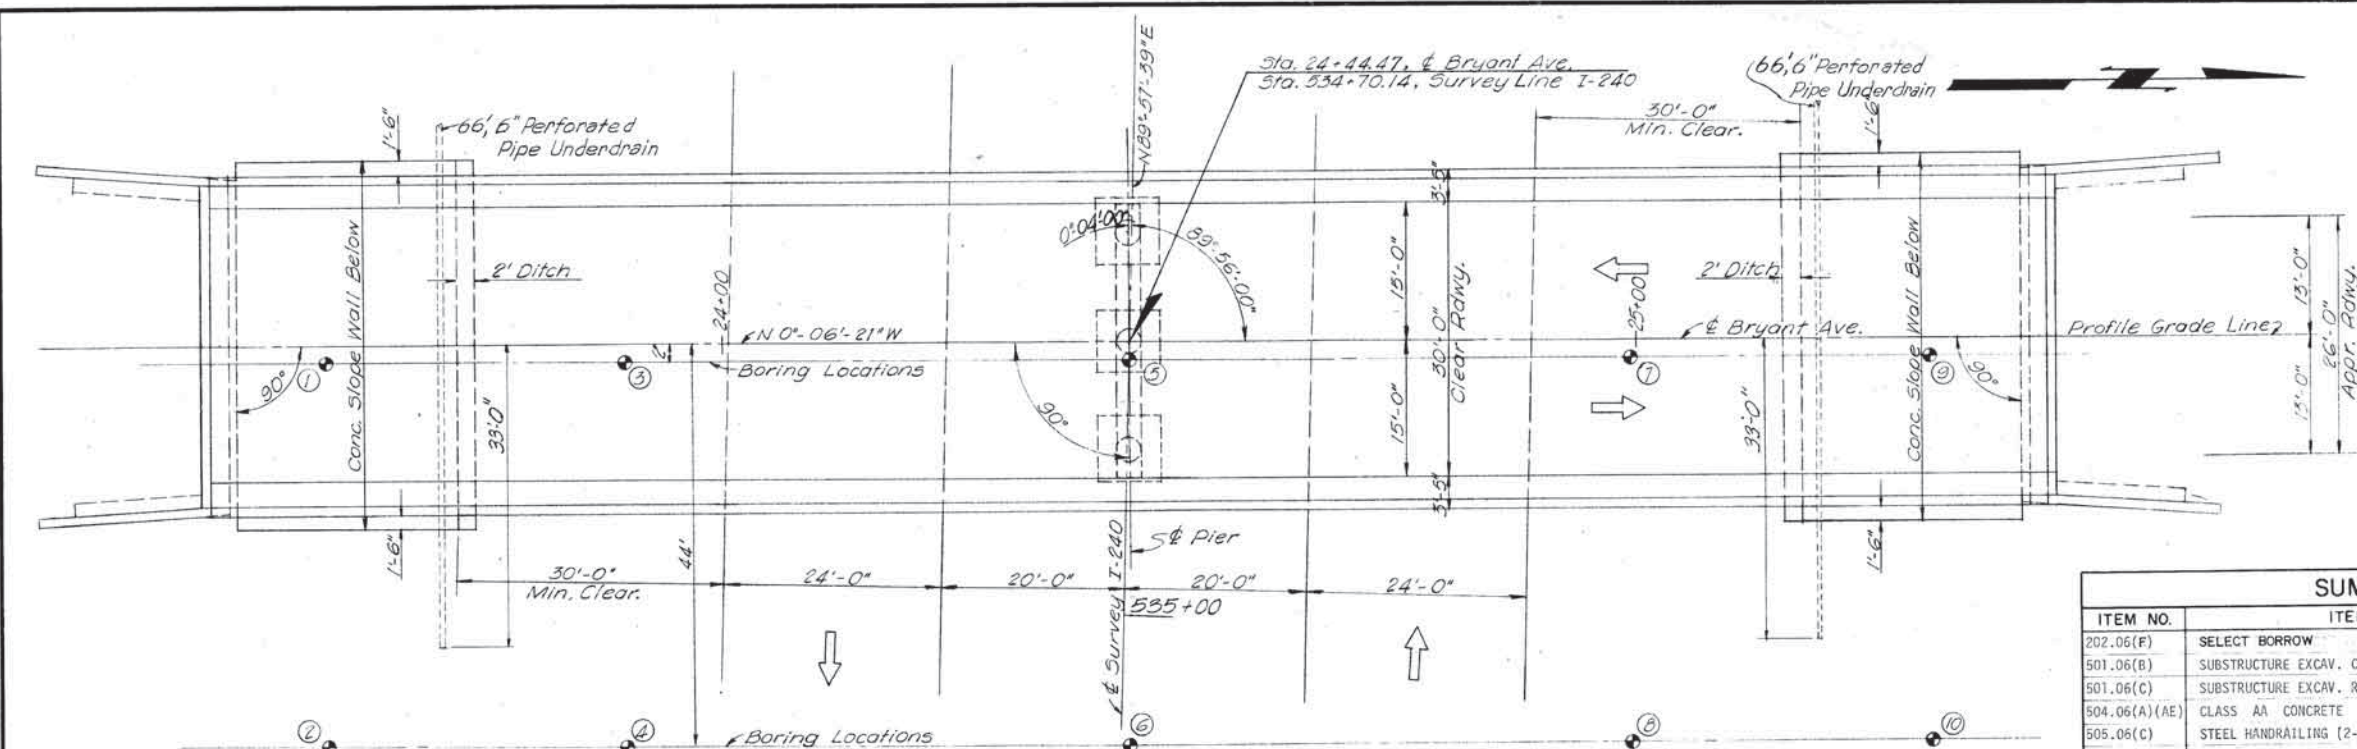 N89°-57'-39"E
Sta. 24+44.47, ₵ Bryant Ave.
Sta. 534+70.14, Survey Line I-240
66', 6" Perforated
Pipe Underdrain
66', 6" Perforated
Pipe Underdrain
1'-6"
1'-6"
30'-0"
Min. Clear.
3'-5"
0°-04'-00"
89°-56'-00"
Conc. Slope Wall Below
2' Ditch
24+00
15'-0"
30'-0"
Clear Rdwy.
2' Ditch
25+00
Conc. Slope Wall Below
13'-0"
26'-0"
Appr. Rdwy.
13'-0"
N 0°-06'-21" W
₵ Bryant Ave.
Profile Grade Line
2'
Boring Locations
1
3
5
7
9
90°
90°
90°
33'-0"
15'-0"
33'-0"
3'-5"
1'-6"
1'-6"
44'
₵ Pier
30'-0"
Min. Clear.
24'-0"
20'-0"
20'-0"
24'-0"
535+00
₵ Survey I-240
Boring Locations
2
4
6
8
10
SUM
ITEM NO. ITE
202.06(F) SELECT BORROW
501.06(B) SUBSTRUCTURE EXCAV. C
501.06(C) SUBSTRUCTURE EXCAV. R
504.06(A)(AE) CLASS AA CONCRETE
505.06(C) STEEL HANDRAILING (2-